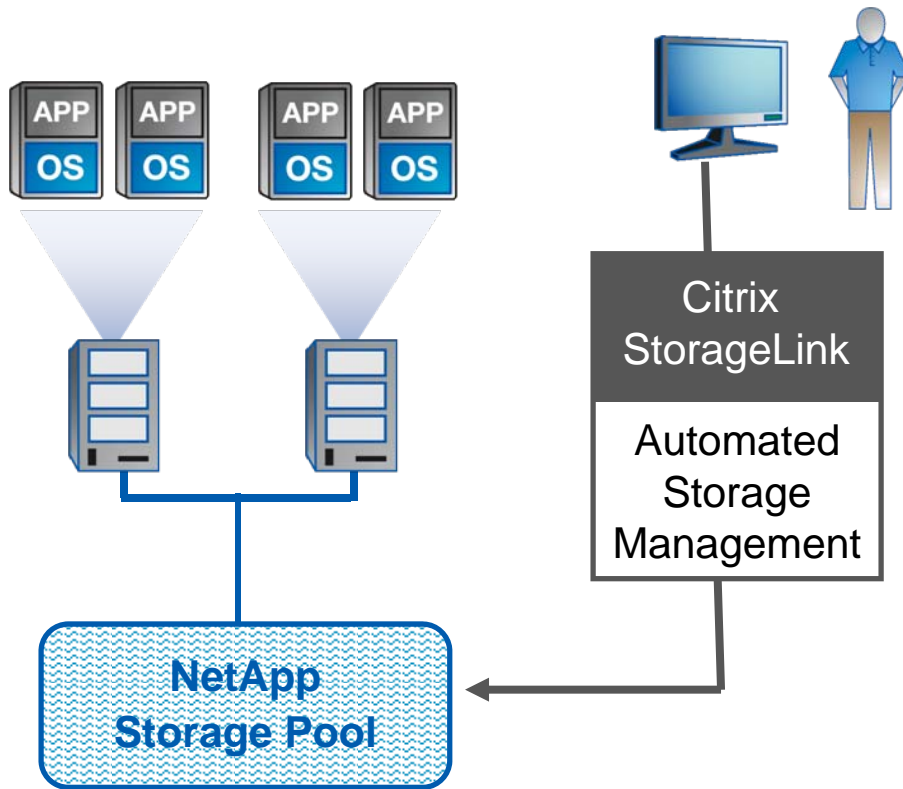 APP APP APP APP
OS OS OS OS
Citrix
StorageLink
Automated
Storage
Management
NetApp
Storage Pool